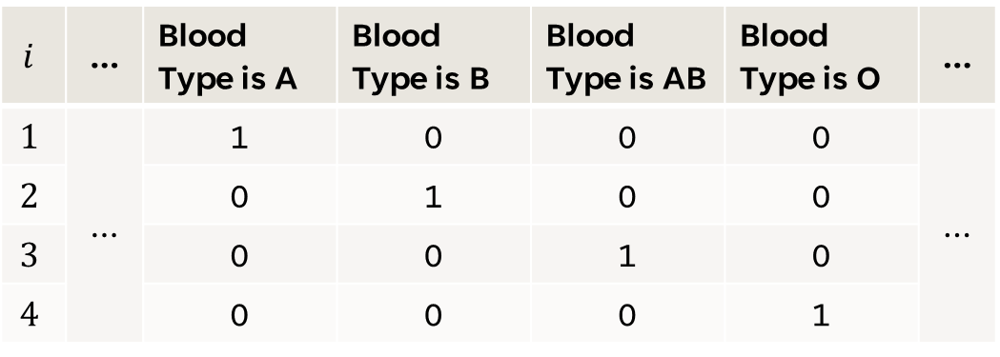 i ... Blood Type is A Blood Type is B Blood Type is AB Blood Type is O ...
1 ... 1 0 0 0 ...
2 0 1 0 0
3 0 0 1 0
4 0 0 0 1